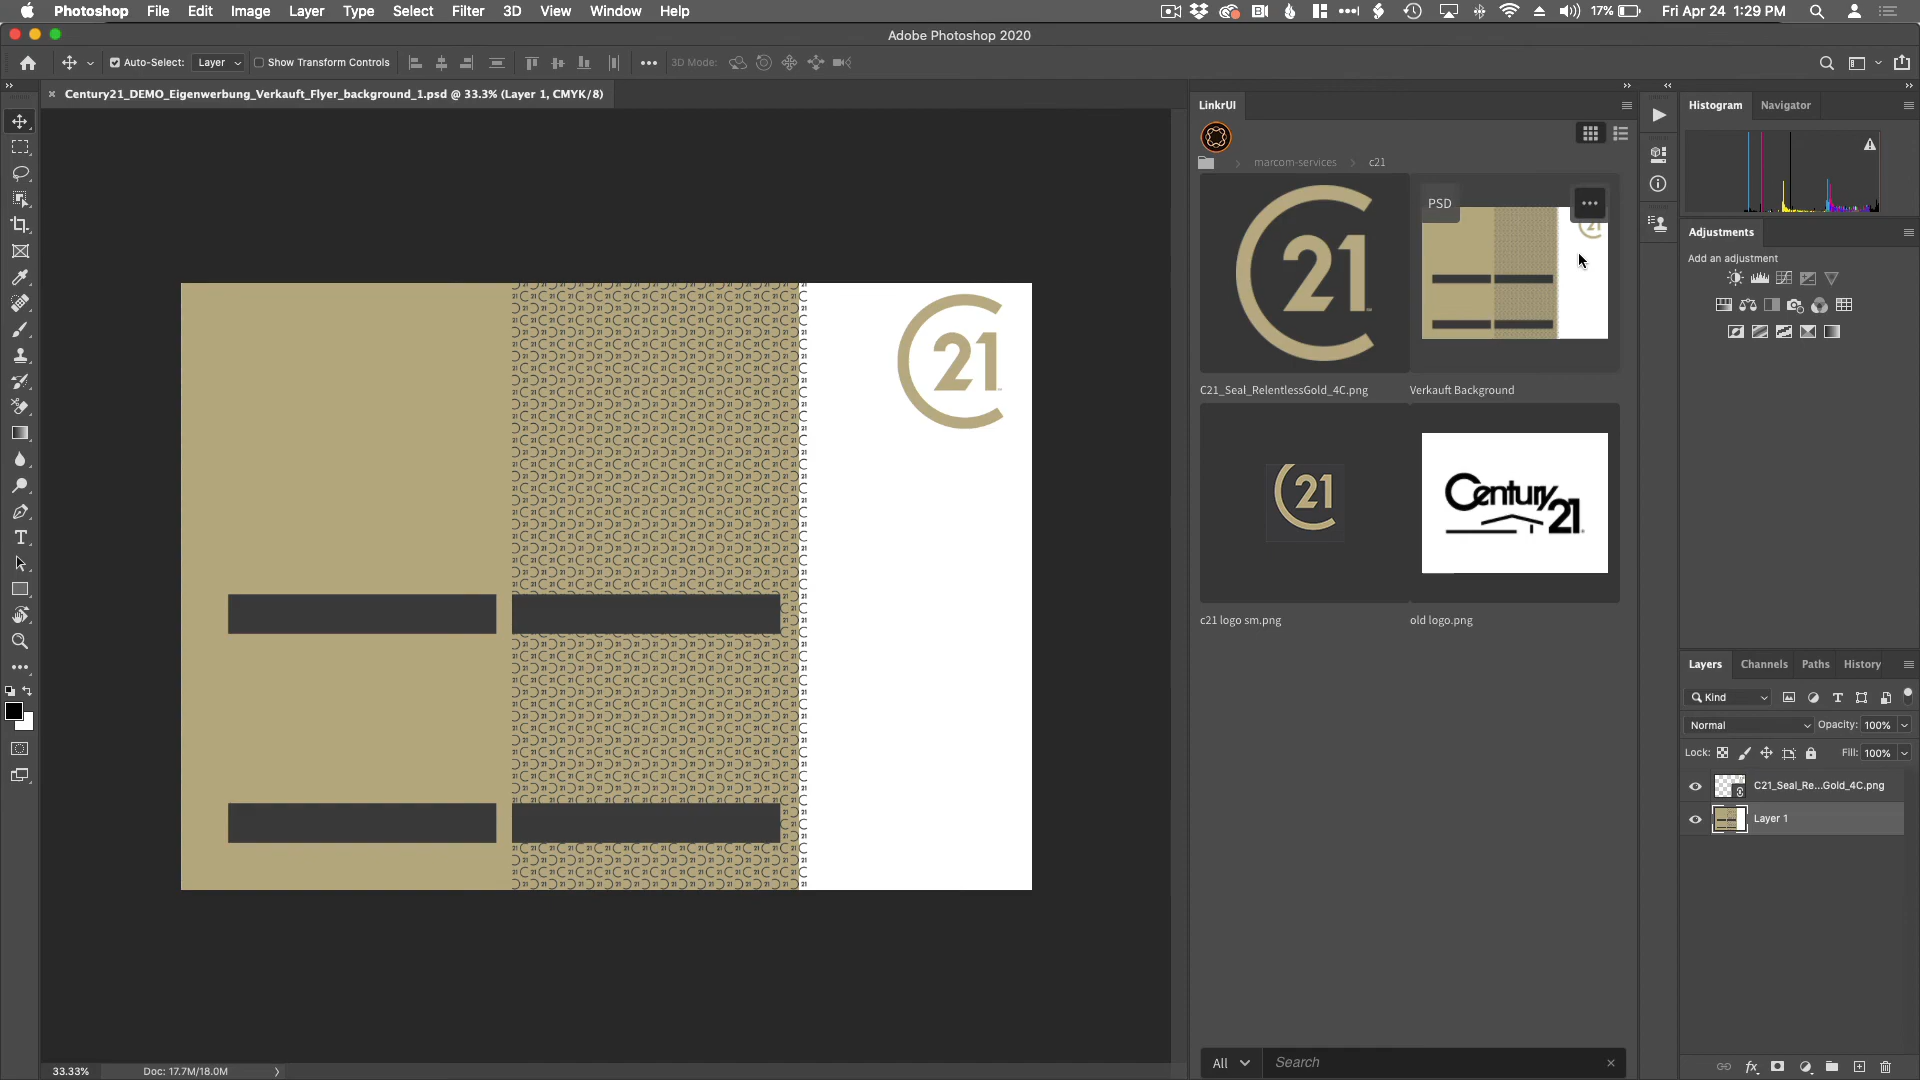 Photoshop File Edit Image Layer Type Select Filter 3D View Window Help
17% Fri Apr 24 1:29 PM
Adobe Photoshop 2020
Auto-Select: Layer Show Transform Controls 3D Mode:
Century21_DEMO_Eigenwerbung_Verkauft_Flyer_background_1.psd @ 33.3% (Layer 1, CMYK/8)
LinkrUI
Histogram Navigator
marcom-services c21
C21
PSD
C21
C21_Seal_RelentlessGold_4C.png
Verkauft Background
C21
Century 21
c21 logo sm.png
old logo.png
C21
Adjustments
Add an adjustment
Layers Channels Paths History
Kind
Normal Opacity: 100%
Lock: Fill: 100%
C21_Seal_Re...Gold_4C.png
Layer 1
All Search
33.33% Doc: 17.7M/18.0M